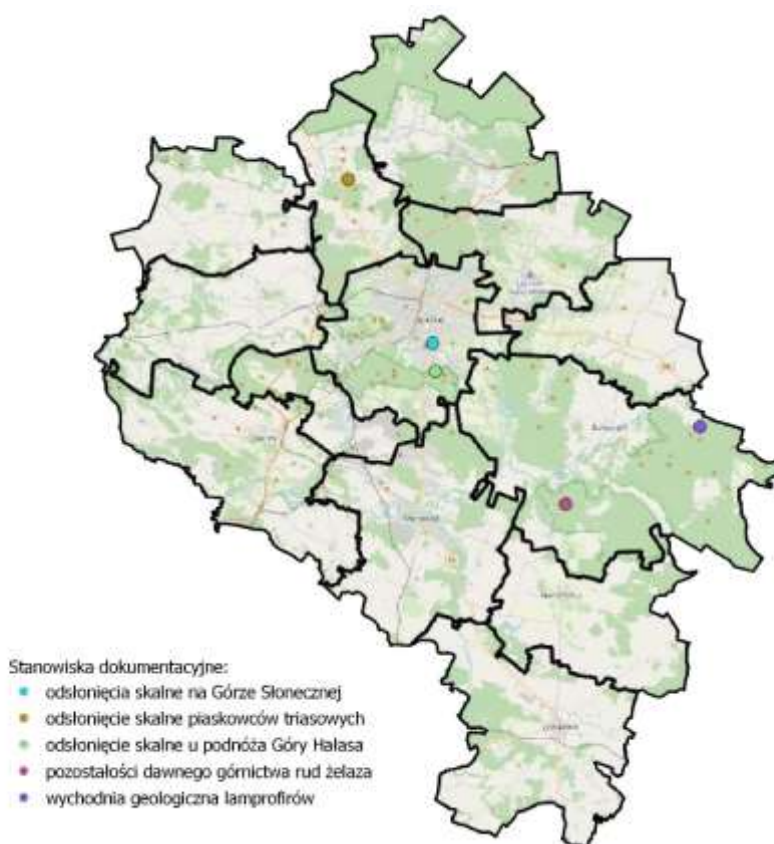 Stanowiska dokumentacyjne:
odsłonięcia skalne na Górze Słonecznej
odsłonięcie skalne piaskowców triasowych
odsłonięcie skalne u podnóża Góry Hałasa
pozostałości dawnego górnictwa rud żelaza
wychodnia geologiczna lamprofirów